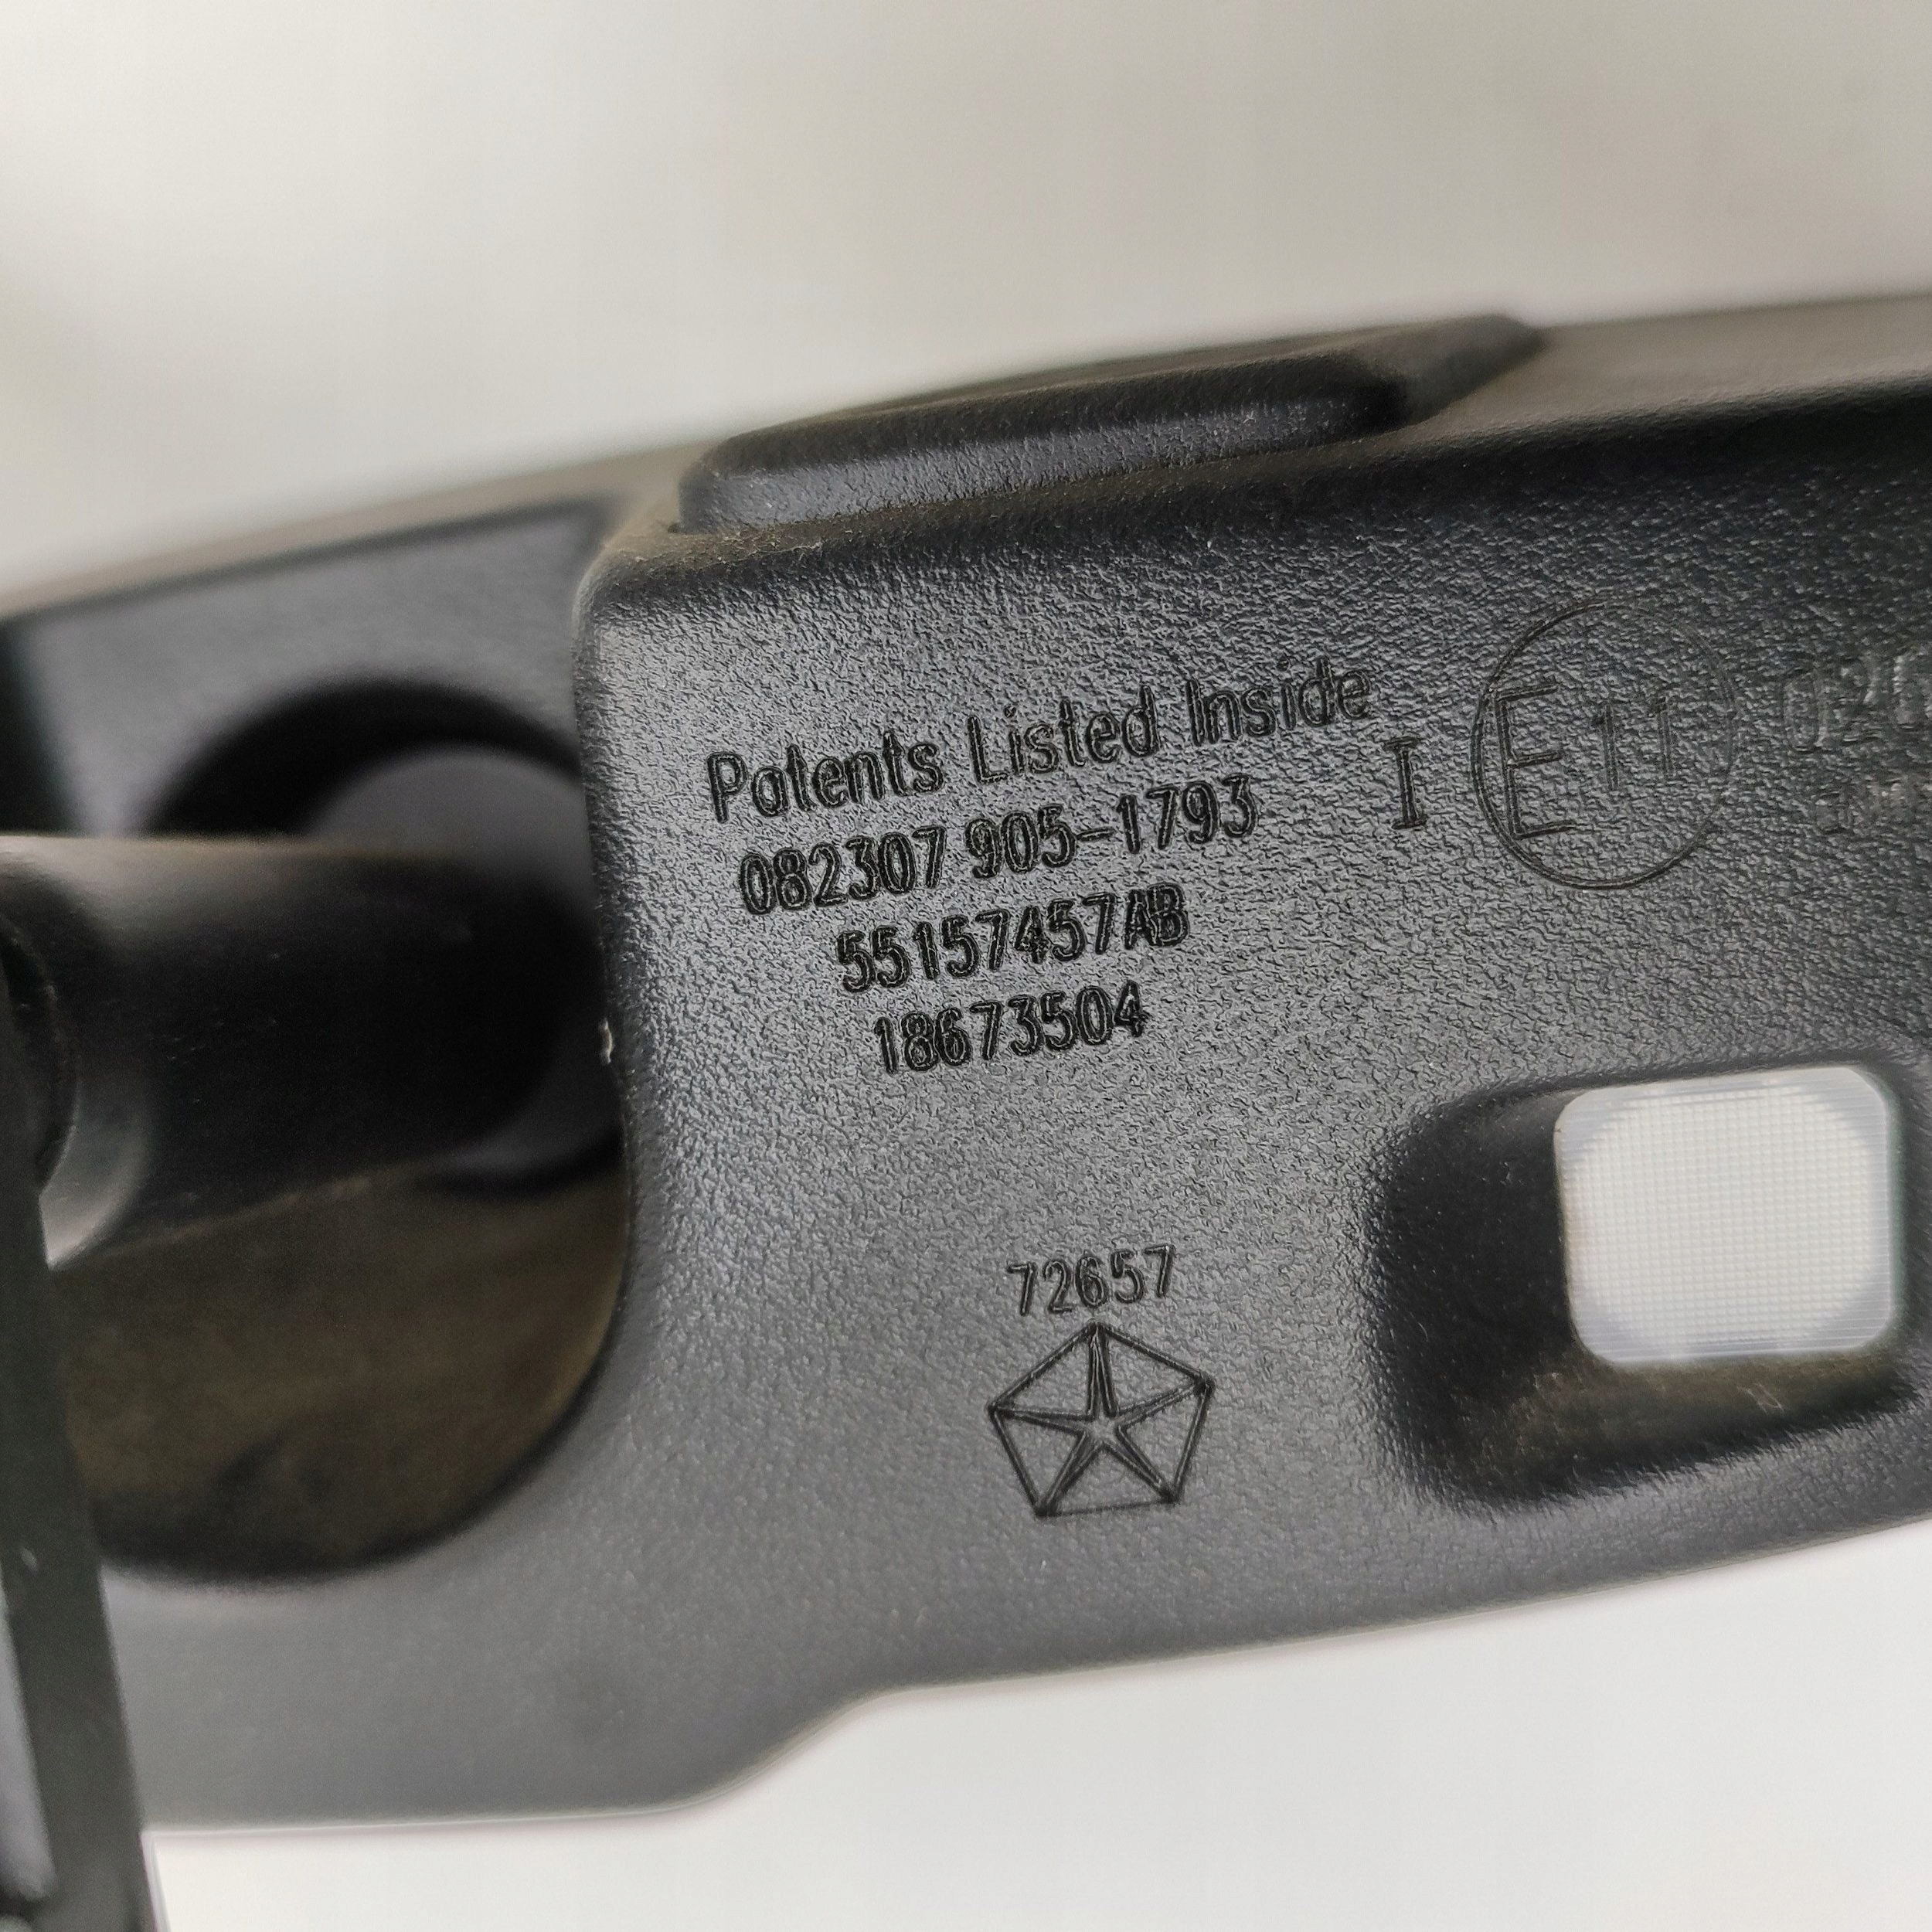 Patents Listed Inside
082307 905-1793
55157457AB
18673504
I E11
72657